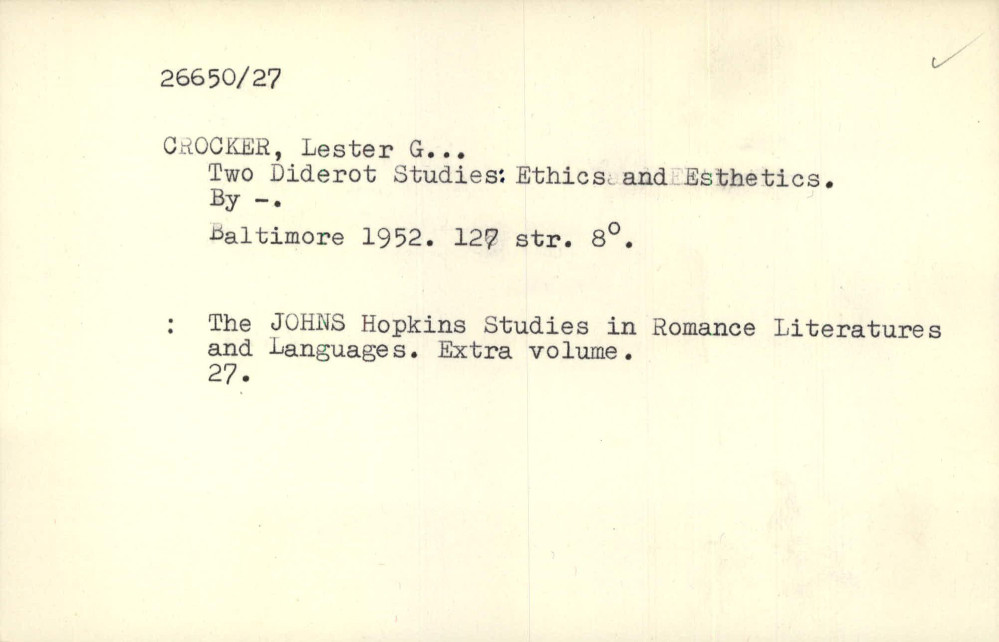 26650/27
CROCKER, Lester G...
Two Diderot Studies: Ethics and Esthetics.
By -.
Baltimore 1952. 127 str. 8°.
: The JOHNS Hopkins Studies in Romance Literatures
and Languages. Extra volume.
27.